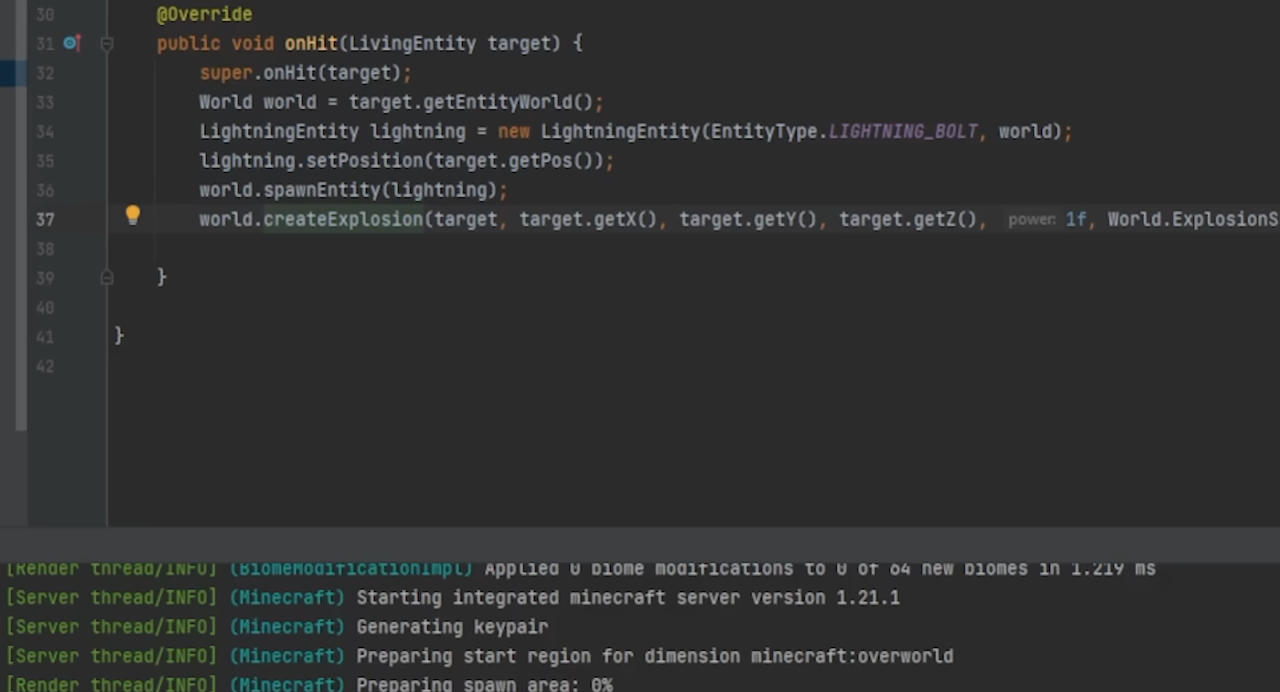 30 @Override
31 public void onHit(LivingEntity target) {
32 super.onHit(target);
33 World world = target.getEntityWorld();
34 LightningEntity lightning = new LightningEntity(EntityType.LIGHTNING_BOLT, world);
35 lightning.setPosition(target.getPos());
36 world.spawnEntity(lightning);
37 world.createExplosion(target, target.getX(), target.getY(), target.getZ(), power: 1f, World.ExplosionS
38
39 }
40
41 }
42
[Render thread/INFO] (BiomeModificationImpl) Applied 0 biome modifications to 0 of 64 new biomes in 1.219 ms
[Server thread/INFO] (Minecraft) Starting integrated minecraft server version 1.21.1
[Server thread/INFO] (Minecraft) Generating keypair
[Server thread/INFO] (Minecraft) Preparing start region for dimension minecraft:overworld
[Server thread/INFO] (Minecraft) Preparing spawn area: 0%